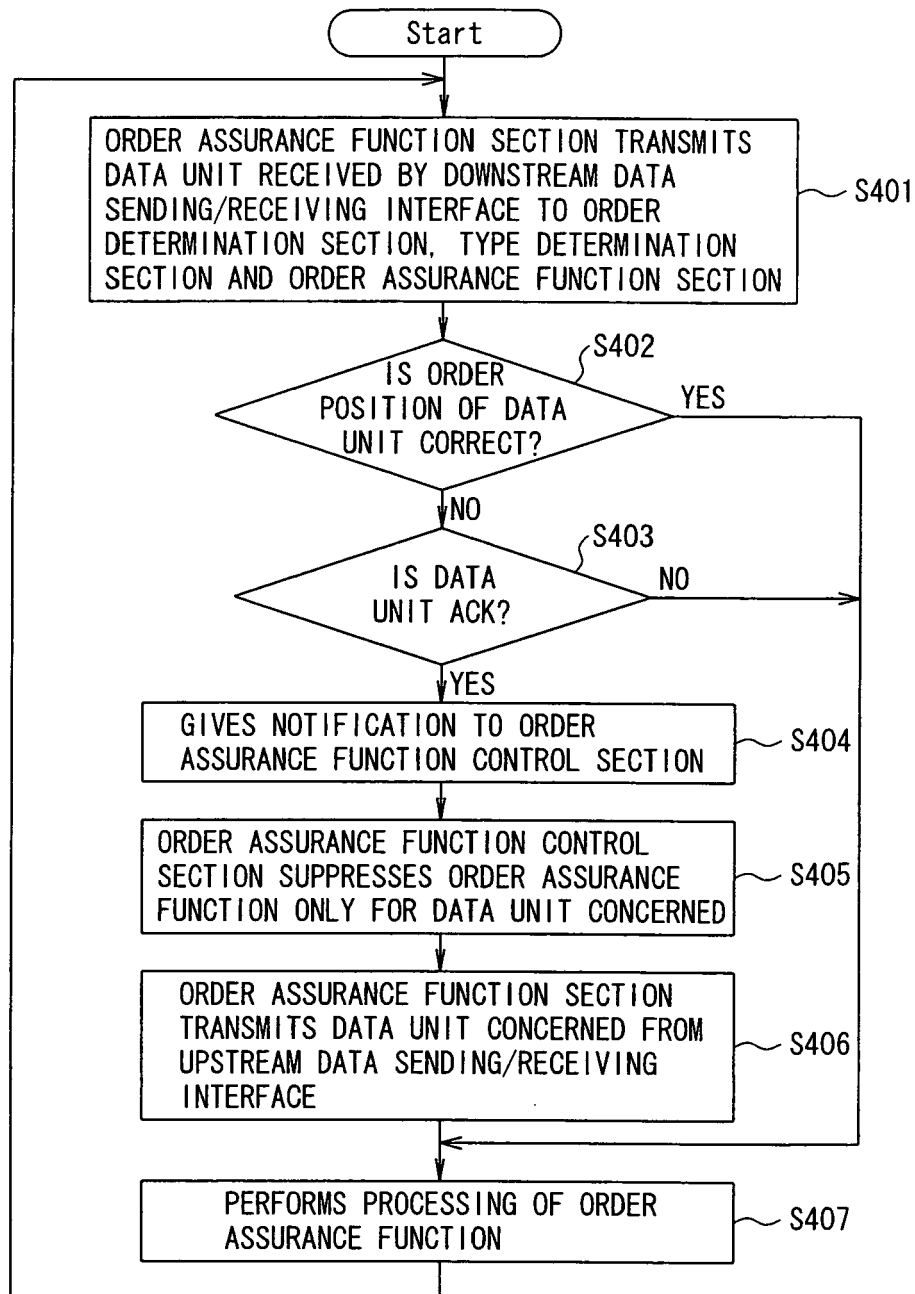 Start
ORDER ASSURANCE FUNCTION SECTION TRANSMITS
DATA UNIT RECEIVED BY DOWNSTREAM DATA
SENDING/RECEIVING INTERFACE TO ORDER
DETERMINATION SECTION, TYPE DETERMINATION
SECTION AND ORDER ASSURANCE FUNCTION SECTION
S401
S402
IS ORDER
POSITION OF DATA
UNIT CORRECT?
YES
NO
S403
IS DATA
UNIT ACK?
NO
YES
GIVES NOTIFICATION TO ORDER
ASSURANCE FUNCTION CONTROL SECTION
S404
ORDER ASSURANCE FUNCTION CONTROL
SECTION SUPPRESSES ORDER ASSURANCE
FUNCTION ONLY FOR DATA UNIT CONCERNED
S405
ORDER ASSURANCE FUNCTION SECTION
TRANSMITS DATA UNIT CONCERNED FROM
UPSTREAM DATA SENDING/RECEIVING
INTERFACE
S406
PERFORMS PROCESSING OF ORDER
ASSURANCE FUNCTION
S407